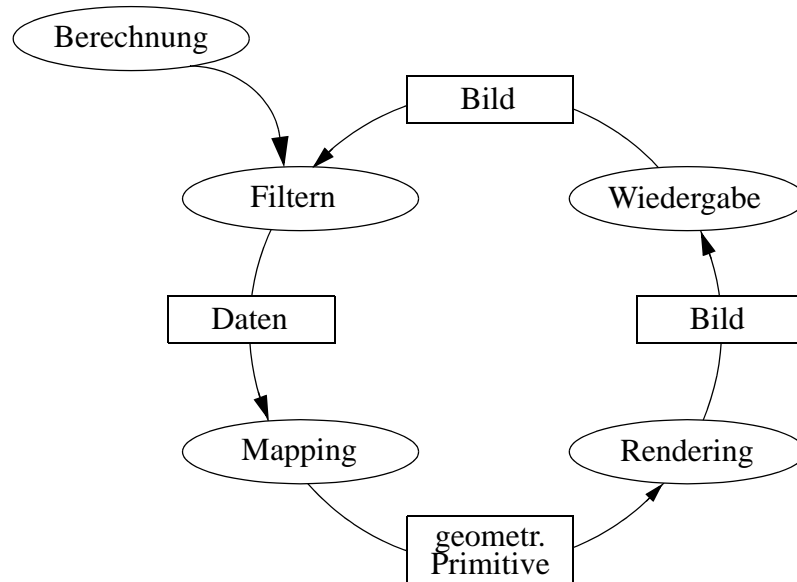 Berechnung
Bild
Filtern
Wiedergabe
Daten
Bild
Mapping
Rendering
geometr.
Primitive